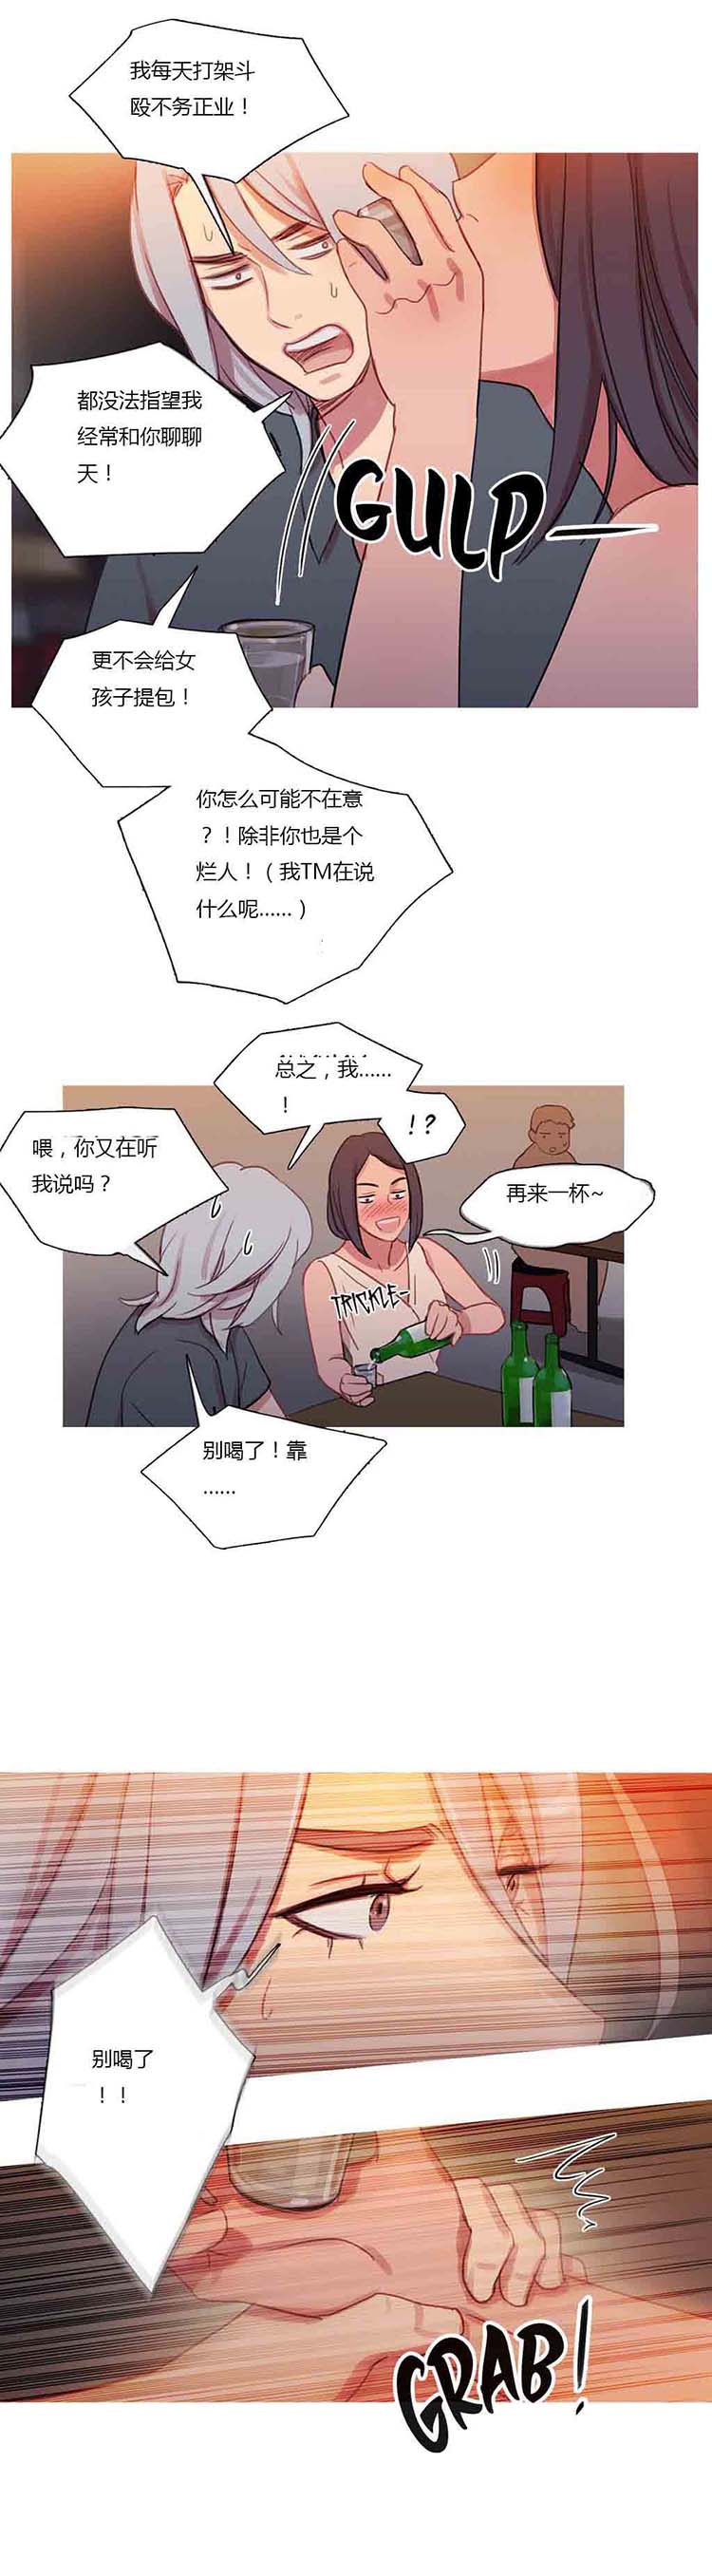 我每天打架斗
殴不务正业！
都没法指望我
经常和你聊聊
天！
GULP
更不会给女
孩子提包！
你怎么可能不在意
？！除非你也是个
烂人！（我TM在说
什么呢……）
总之，我……
！
！？
喂，你又在听
我说吗？
再来一杯~
TRICKLE-
别喝了！靠
……
别喝了
！！
GRAB!